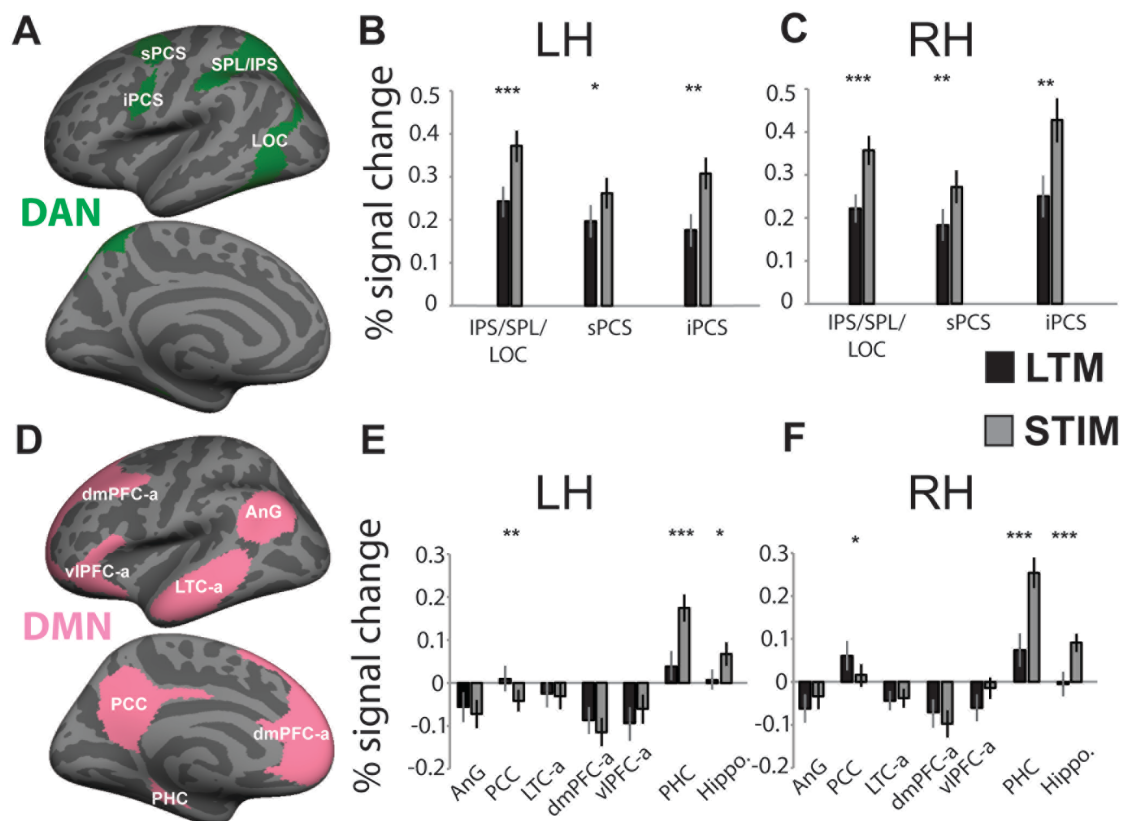 A
sPCS
SPL/IPS
iPCS
LOC
DAN
B
LH
% signal change
*** * **
0.5
0.4
0.3
0.2
0.1
0
IPS/SPL/
LOC
sPCS
iPCS
C
RH
*** ** **
0.5
0.4
0.3
0.2
0.1
0
IPS/SPL/
LOC
sPCS
iPCS
LTM
STIM
D
dmPFC-a
AnG
vlPFC-a
LTC-a
DMN
PCC
dmPFC-a
PHC
E
LH
% signal change
** *** *
0.3
0.2
0.1
0
-0.1
-0.2
AnG
PCC
LTC-a
dmPFC-a
vlPFC-a
PHC
Hippo.
F
RH
* *** ***
0.3
0.2
0.1
0
-0.1
-0.2
AnG
PCC
LTC-a
dmPFC-a
vlPFC-a
PHC
Hippo.